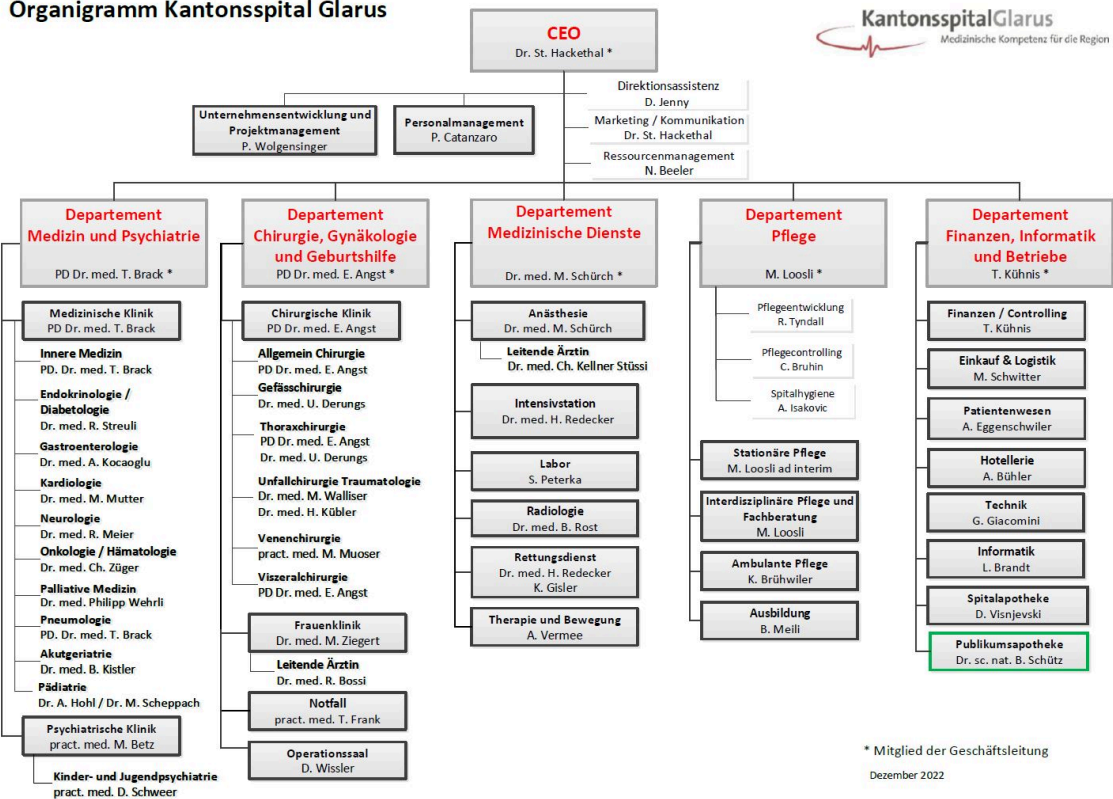 Organigramm Kantonsspital Glarus
KantonsspitalGlarus
Medizinische Kompetenz für die Region
CEO
Dr. St. Hackethal *
Direktionsassistenz
D. Jenny
Marketing / Kommunikation
Dr. St. Hackethal
Ressourcenmanagement
N. Beeler
Unternehmensentwicklung und
Projektmanagement
P. Wolgensinger
Personalmanagement
P. Catanzaro
Departement
Medizin und Psychiatrie
PD Dr. med. T. Brack *
Medizinische Klinik
PD Dr. med. T. Brack
Innere Medizin
PD. Dr. med. T. Brack
Endokrinologie /
Diabetologie
Dr. med. R. Streuli
Gastroenterologie
Dr. med. A. Kocaoglu
Kardiologie
Dr. med. M. Mutter
Neurologie
Dr. med. R. Meier
Onkologie / Hämatologie
Dr. med. Ch. Züger
Palliative Medizin
Dr. med. Philipp Wehrli
Pneumologie
PD. Dr. med. T. Brack
Akutgeriatrie
Dr. med. B. Kistler
Pädiatrie
Dr. A. Hohl / Dr. M. Scheppach
Psychiatrische Klinik
pract. med. M. Betz
Kinder- und Jugendpsychiatrie
pract. med. D. Schweer
Departement
Chirurgie, Gynäkologie
und Geburtshilfe
PD Dr. med. E. Angst *
Chirurgische Klinik
PD Dr. med. E. Angst
Allgemein Chirurgie
PD Dr. med. E. Angst
Gefässchirurgie
Dr. med. U. Derungs
Thoraxchirurgie
PD Dr. med. E. Angst
Dr. med. U. Derungs
Unfallchirurgie Traumatologie
Dr. med. M. Walliser
Dr. med. H. Kübler
Venenchirurgie
pract. med. M. Muoser
Viszeralchirurgie
PD Dr. med. E. Angst
Frauenklinik
Dr. med. M. Ziegert
Leitende Ärztin
Dr. med. R. Bossi
Notfall
pract. med. T. Frank
Operationssaal
D. Wissler
Departement
Medizinische Dienste
Dr. med. M. Schürch *
Anästhesie
Dr. med. M. Schürch
Leitende Ärztin
Dr. med. Ch. Kellner Stüssi
Intensivstation
Dr. med. H. Redecker
Labor
S. Peterka
Radiologie
Dr. med. B. Rost
Rettungsdienst
Dr. med. H. Redecker
K. Gisler
Therapie und Bewegung
A. Vermee
Departement
Pflege
M. Loosli *
Pflegeentwicklung
R. Tyndall
Pflegecontrolling
C. Bruhin
Spitalhygiene
A. Isakovic
Stationäre Pflege
M. Loosli ad interim
Interdisziplinäre Pflege und
Fachberatung
M. Loosli
Ambulante Pflege
K. Brühwiler
Ausbildung
B. Meili
Departement
Finanzen, Informatik
und Betriebe
T. Kühnis *
Finanzen / Controlling
T. Kühnis
Einkauf & Logistik
M. Schwitter
Patientenwesen
A. Eggenschwiler
Hotellerie
A. Bühler
Technik
G. Giacomini
Informatik
L. Brandt
Spitalapotheke
D. Visnjevski
Publikumsapotheke
Dr. sc. nat. B. Schütz
* Mitglied der Geschäftsleitung
Dezember 2022